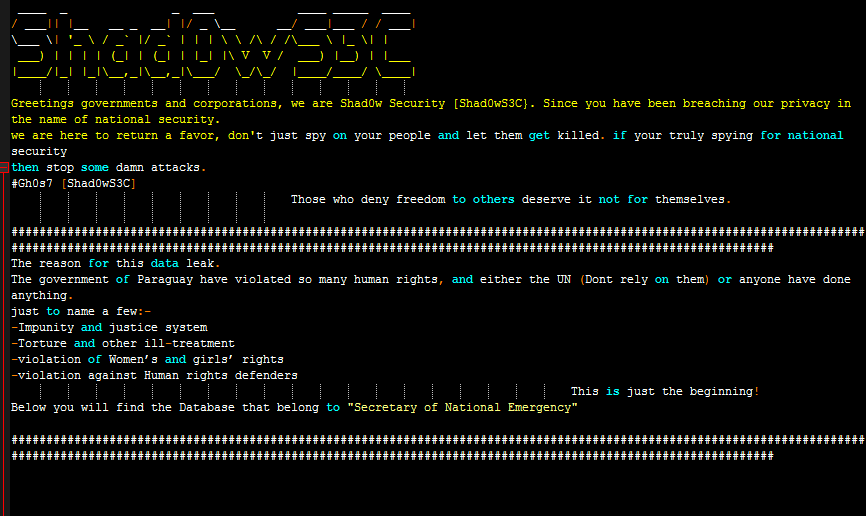 Shad0wS3C
Greetings governments and corporations, we are Shad0w Security [Shad0wS3C}. Since you have been breaching our privacy in
the name of national security.
we are here to return a favor, don't just spy on your people and let them get killed. if your truly spying for national
security
then stop some damn attacks.
#Gh0s7 [Shad0wS3C]
Those who deny freedom to others deserve it not for themselves.
##########################################################################################################################
#############################################################################################################
The reason for this data leak.
The government of Paraguay have violated so many human rights, and either the UN (Dont rely on them) or anyone have done
anything.
just to name a few:-
-Impunity and justice system
-Torture and other ill-treatment
-violation of Women’s and girls’ rights
-violation against Human rights defenders
This is just the beginning!
Below you will find the Database that belong to "Secretary of National Emergency"
##########################################################################################################################
#############################################################################################################